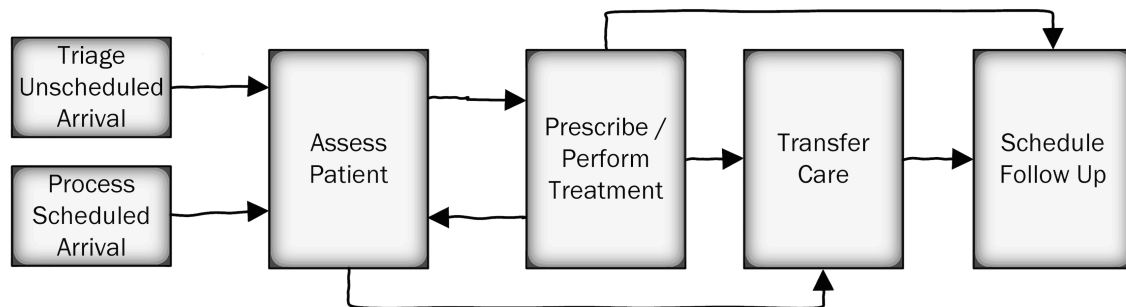 Triage
Unscheduled
Arrival
Process
Scheduled
Arrival
Assess
Patient
Prescribe /
Perform
Treatment
Transfer
Care
Schedule
Follow Up